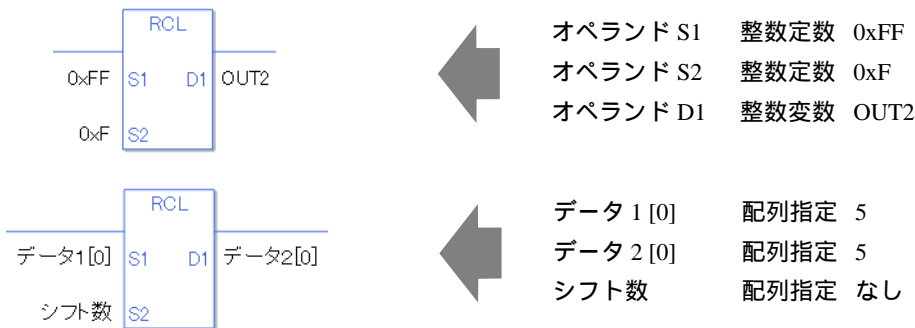 RCL
0xFF S1 D1 OUT2
0xF S2
オペランド S1 整数定数 0xFF
オペランド S2 整数定数 0xF
オペランド D1 整数変数 OUT2
RCL
データ1[0] S1 D1 データ2[0]
シフト数 S2
データ 1 [0] 配列指定 5
データ 2 [0] 配列指定 5
シフト数 配列指定 なし